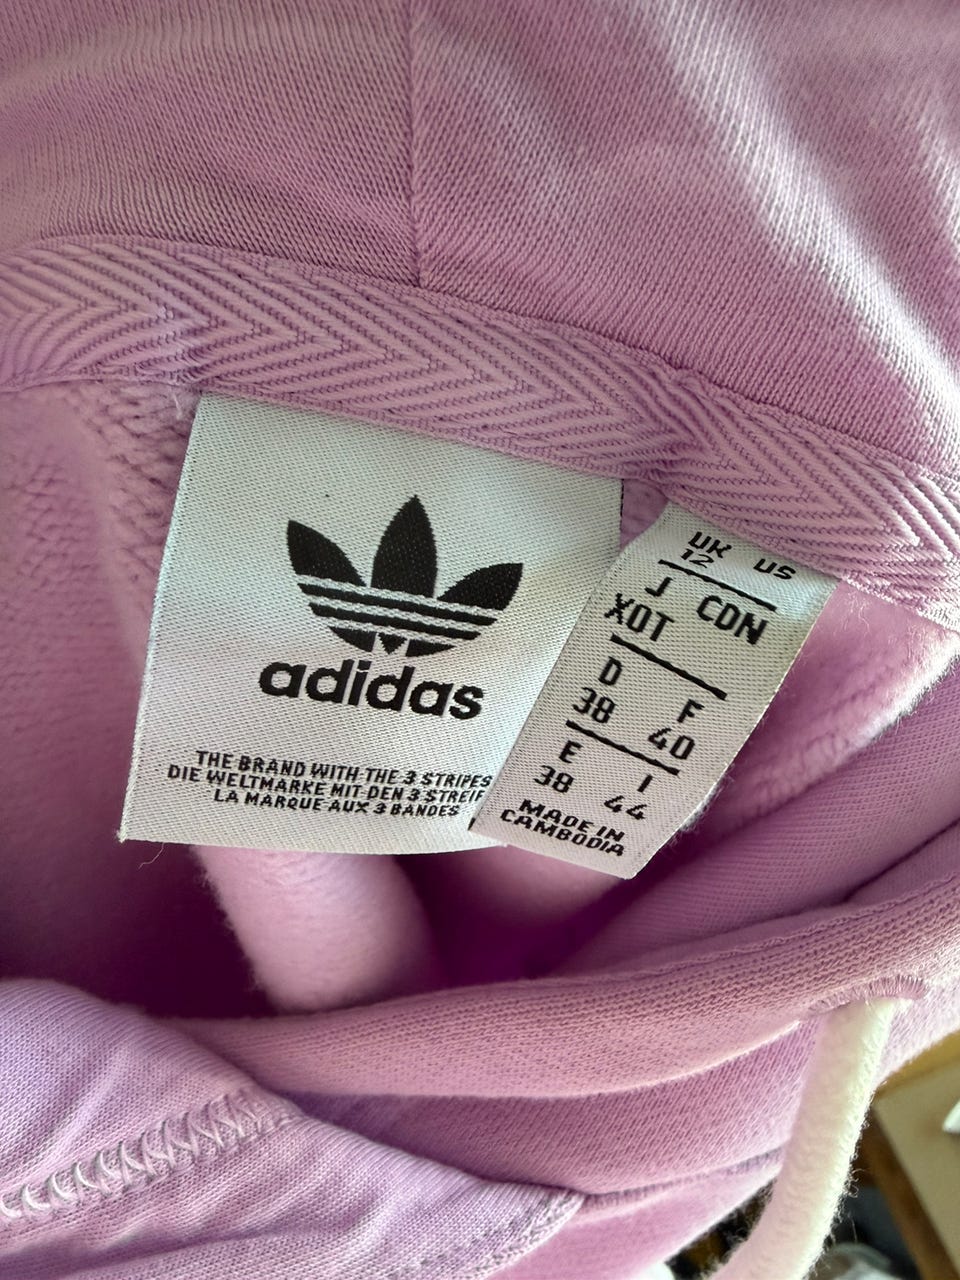 adidas
THE BRAND WITH THE 3 STRIPES
DIE WELTMARKE MIT DEN 3 STREIF
LA MARQUE AUX 3 BANDES
UK US
12
J CDN
XOT
D F
38 40
E I
38 44
MADE IN
CAMBODIA